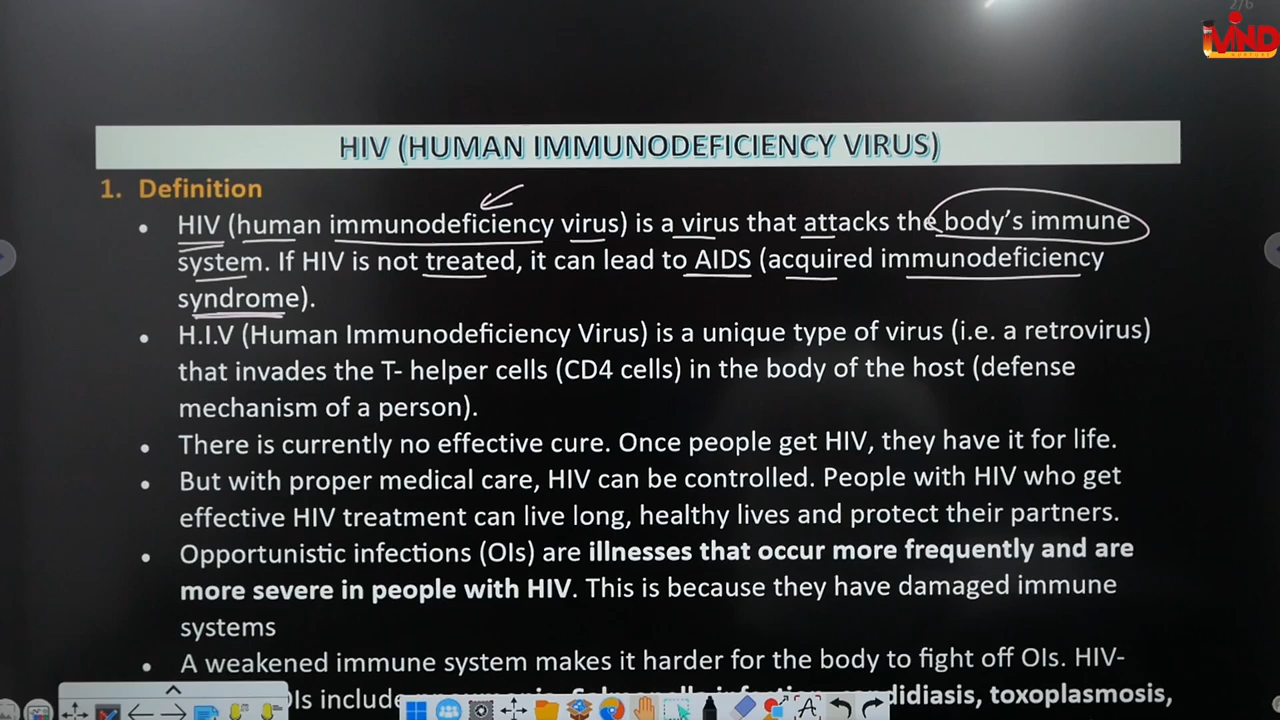 2/6
iMIND
HIV (HUMAN IMMUNODEFICIENCY VIRUS)
1. Definition
• HIV (human immunodeficiency virus) is a virus that attacks the body's immune
system. If HIV is not treated, it can lead to AIDS (acquired immunodeficiency
syndrome).
• H.I.V (Human Immunodeficiency Virus) is a unique type of virus (i.e. a retrovirus)
that invades the T- helper cells (CD4 cells) in the body of the host (defense
mechanism of a person).
• There is currently no effective cure. Once people get HIV, they have it for life.
• But with proper medical care, HIV can be controlled. People with HIV who get
effective HIV treatment can live long, healthy lives and protect their partners.
• Opportunistic infections (OIs) are illnesses that occur more frequently and are
more severe in people with HIV. This is because they have damaged immune
systems
• A weakened immune system makes it harder for the body to fight off OIs. HIV-
OIs include toxoplasmosis,